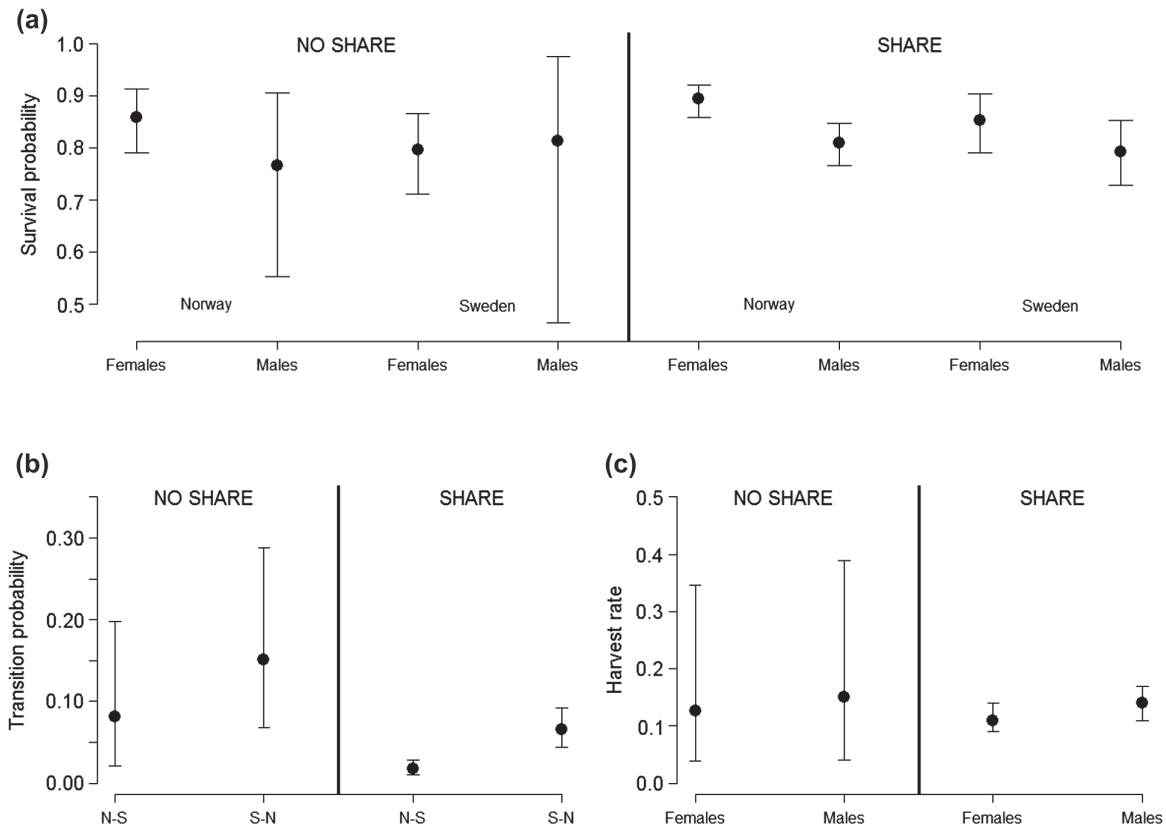 (a)
NO SHARE
SHARE
Survival probability
1.0
0.9
0.8
0.7
0.6
0.5
Norway
Sweden
Norway
Sweden
Females
Males
Females
Males
Females
Males
Females
Males
(b)
NO SHARE
SHARE
Transition probability
0.30
0.20
0.10
0.00
N-S
S-N
N-S
S-N
(c)
NO SHARE
SHARE
Harvest rate
0.5
0.4
0.3
0.2
0.1
0.0
Females
Males
Females
Males